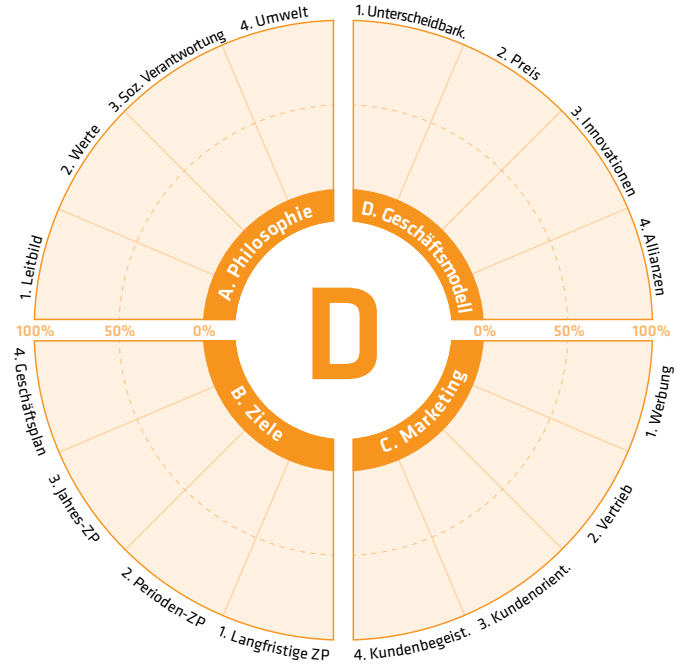 4. Umwelt
3. Soz. Verantwortung
2. Werte
1. Leitbild
A. Philosophie
1. Unterscheidbark.
2. Preis
3. Innovationen
4. Allianzen
D. Geschäftsmodell
100% 50% 0%
D
0% 50% 100%
4. Geschäftsplan
3. Jahres-ZP
2. Perioden-ZP
1. Langfristige ZP
B. Ziele
C. Marketing
1. Werbung
2. Vertrieb
3. Kundenorient.
4. Kundenbegeist.